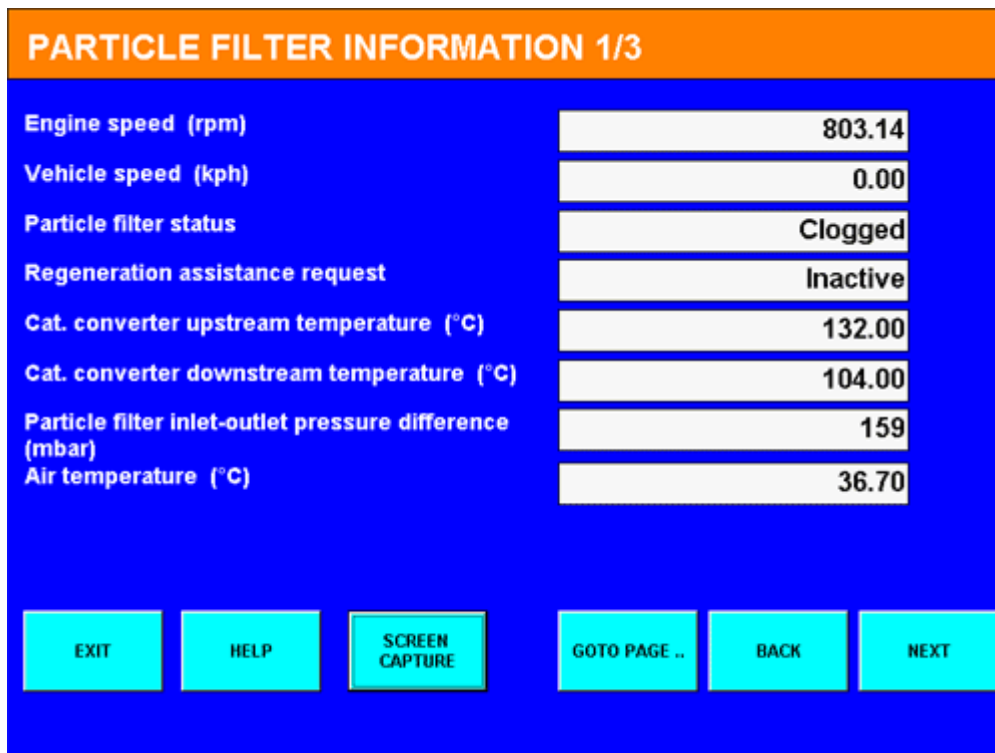 PARTICLE FILTER INFORMATION 1/3
Engine speed (rpm) 803.14
Vehicle speed (kph) 0.00
Particle filter status Clogged
Regeneration assistance request Inactive
Cat. converter upstream temperature (°C) 132.00
Cat. converter downstream temperature (°C) 104.00
Particle filter inlet-outlet pressure difference 159
(mbar)
Air temperature (°C) 36.70
EXIT HELP SCREEN GOTO PAGE .. BACK NEXT
CAPTURE